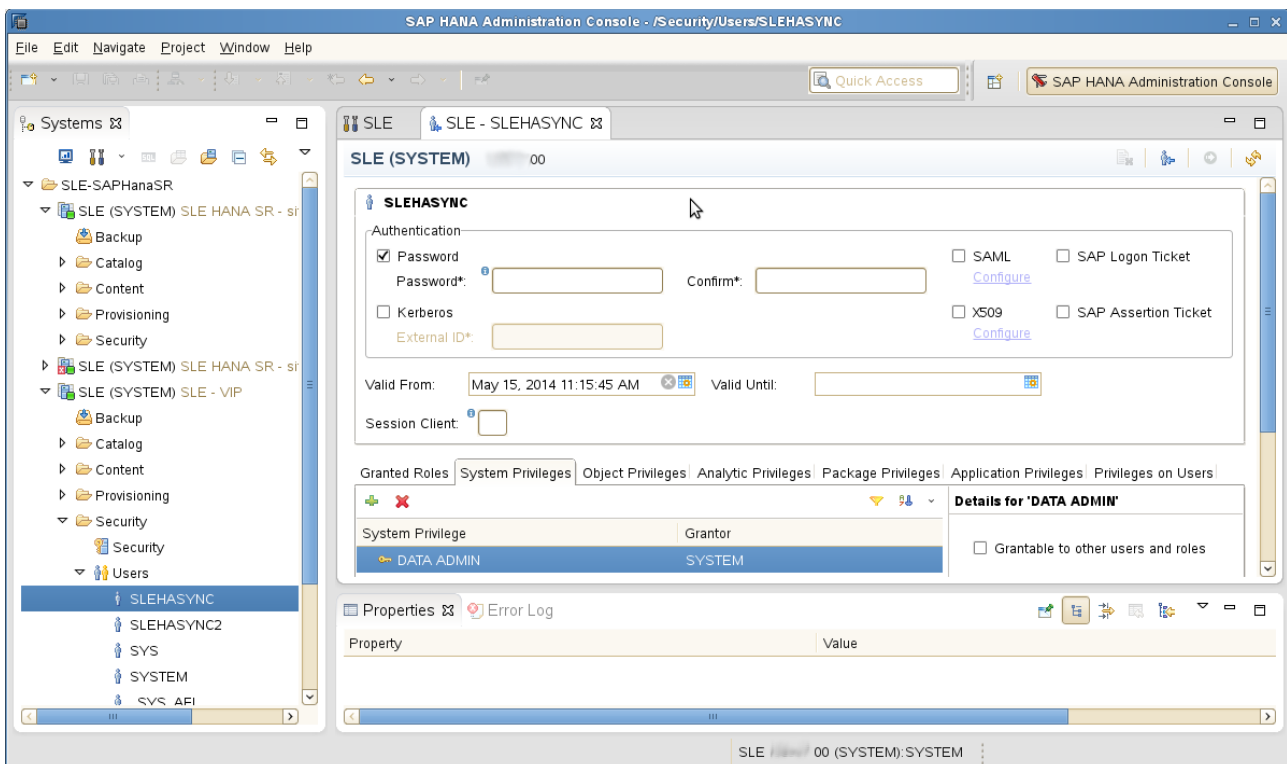 SAP HANA Administration Console - /Security/Users/SLEHASYNC
File Edit Navigate Project Window Help
Quick Access
SAP HANA Administration Console
Systems
SLE-SAPHanaSR
SLE (SYSTEM) SLE HANA SR - si
Backup
Catalog
Content
Provisioning
Security
SLE (SYSTEM) SLE HANA SR - si
SLE (SYSTEM) SLE - VIP
Backup
Catalog
Content
Provisioning
Security
Security
Users
SLEHASYNC
SLEHASYNC2
SYS
SYSTEM
_SYS_AFL
SLE
SLE - SLEHASYNC
SLE (SYSTEM) 00
SLEHASYNC
Authentication
Password
Password*:
Confirm*:
Kerberos
External ID*:
SAML
Configure
SAP Logon Ticket
X509
Configure
SAP Assertion Ticket
Valid From: May 15, 2014 11:15:45 AM
Valid Until:
Session Client:
Granted Roles System Privileges Object Privileges Analytic Privileges Package Privileges Application Privileges Privileges on Users
System Privilege Grantor
DATA ADMIN SYSTEM
Details for 'DATA ADMIN'
Grantable to other users and roles
Properties Error Log
Property Value
SLE 00 (SYSTEM):SYSTEM